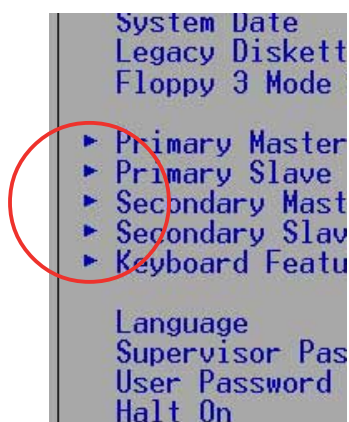 System Date
Legacy Diskett
Floppy 3 Mode
Primary Master
Primary Slave
Secondary Mast
Secondary Slav
Keyboard Featu
Language
Supervisor Pas
User Password
Halt On